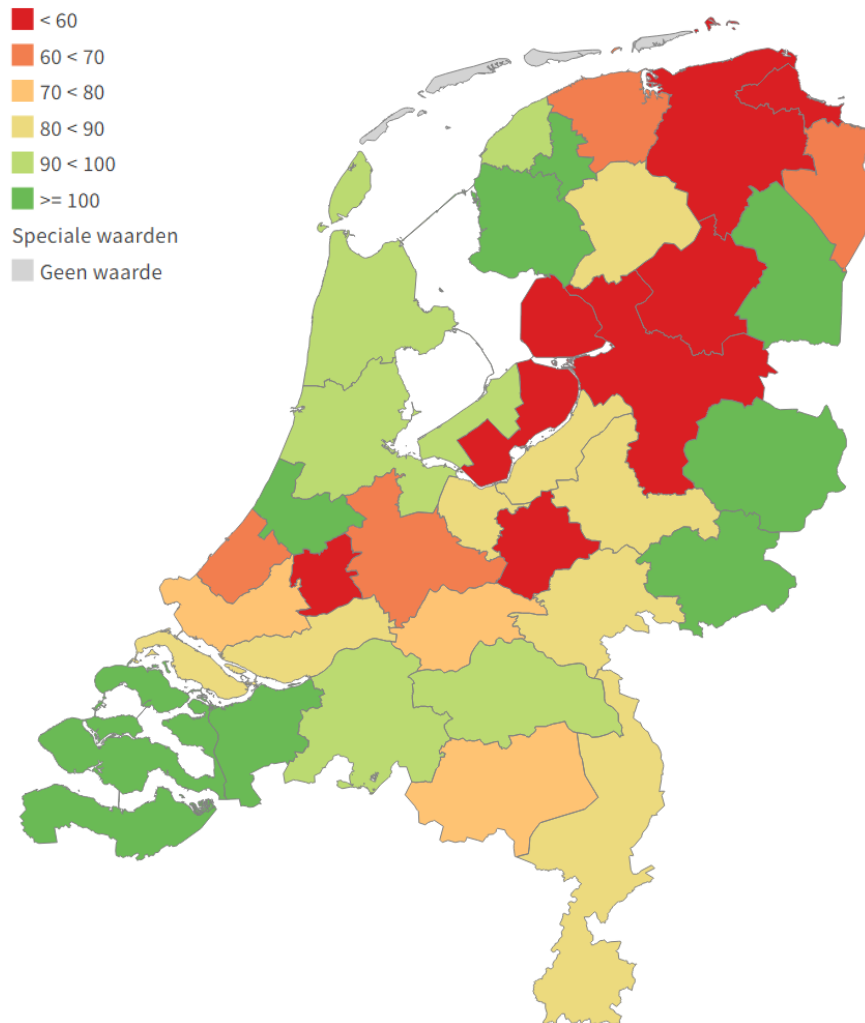 < 60
60 < 70
70 < 80
80 < 90
90 < 100
>= 100
Speciale waarden
Geen waarde